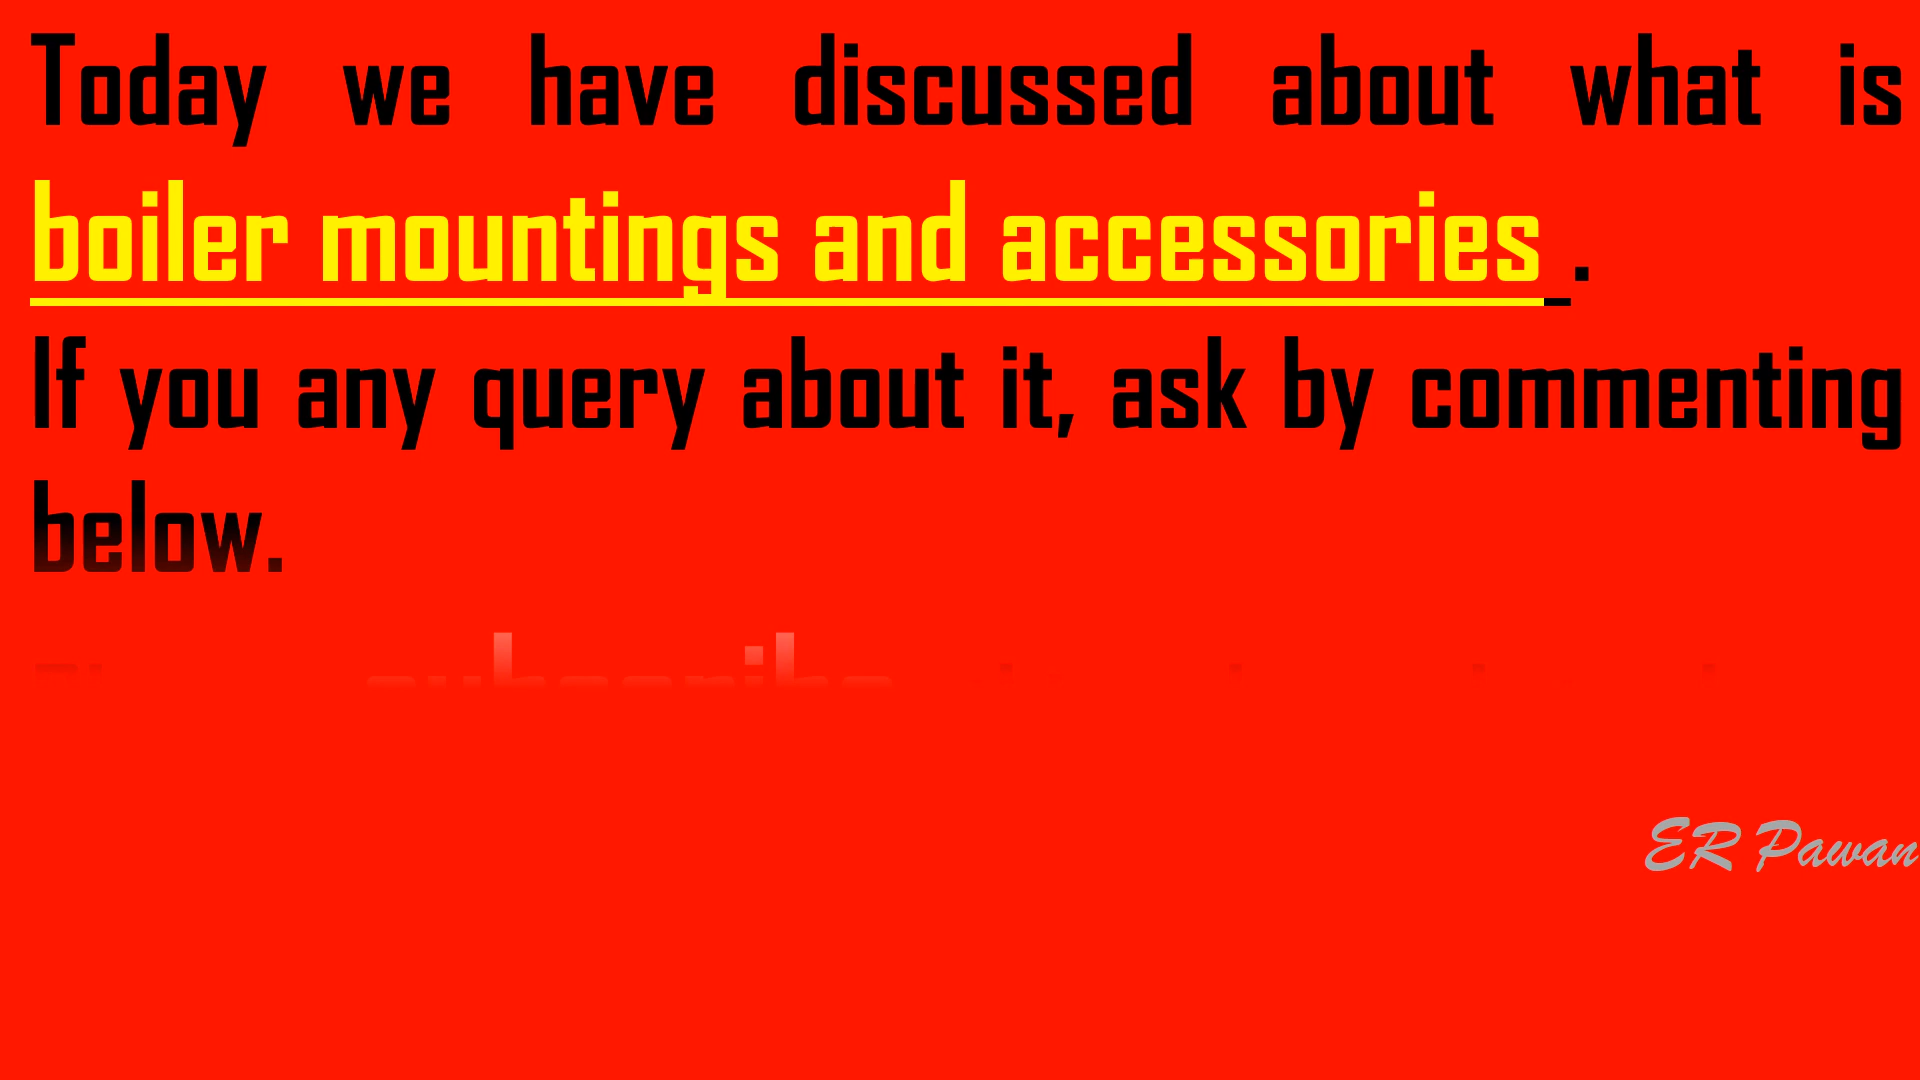 Today we have discussed about what is
boiler mountings and accessories .
If you any query about it, ask by commenting
below.
ER Pawan